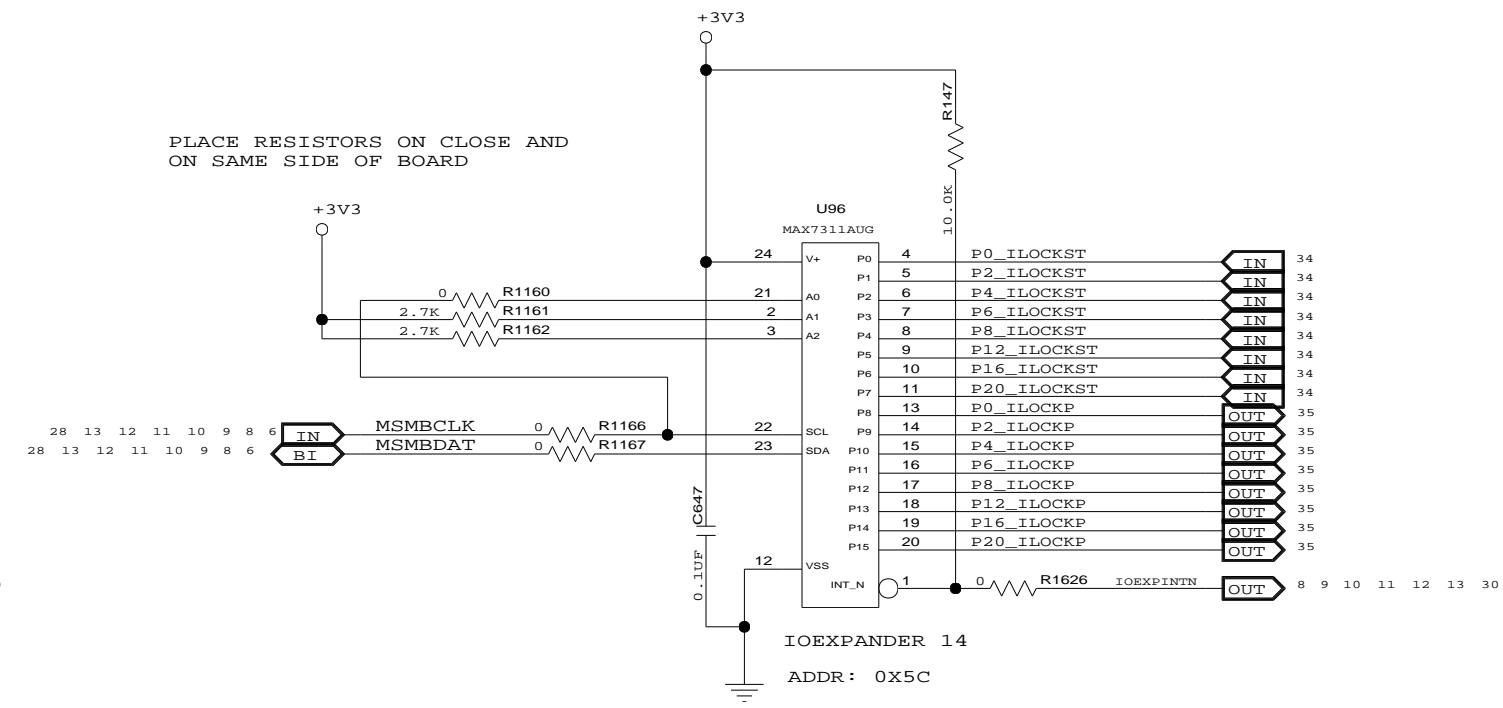 +3V3
R147
10.0K
PLACE RESISTORS ON CLOSE AND
ON SAME SIDE OF BOARD
+3V3
U96
MAX7311AUG
24 V+ P0 4 P0_ILOCKST IN 34
P1 5 P2_ILOCKST IN 34
0 R1160 21 A0 P2 6 P4_ILOCKST IN 34
2.7K R1161 2 A1 P3 7 P6_ILOCKST IN 34
2.7K R1162 3 A2 P4 8 P8_ILOCKST IN 34
P5 9 P12_ILOCKST IN 34
P6 10 P16_ILOCKST IN 34
P7 11 P20_ILOCKST IN 34
P8 13 P0_ILOCKP OUT 35
28 13 12 11 10 9 8 6 IN MSMBCLK 0 R1166 22 SCL P9 14 P2_ILOCKP OUT 35
28 13 12 11 10 9 8 6 BI MSMBDAT 0 R1167 23 SDA P10 15 P4_ILOCKP OUT 35
P11 16 P6_ILOCKP OUT 35
P12 17 P8_ILOCKP OUT 35
P13 18 P12_ILOCKP OUT 35
P14 19 P16_ILOCKP OUT 35
P15 20 P20_ILOCKP OUT 35
C647
0.1UF
12 VSS
INT_N 1 0 R1626 IOEXPINTN OUT 8 9 10 11 12 13 30
IOEXPANDER 14
ADDR: 0X5C